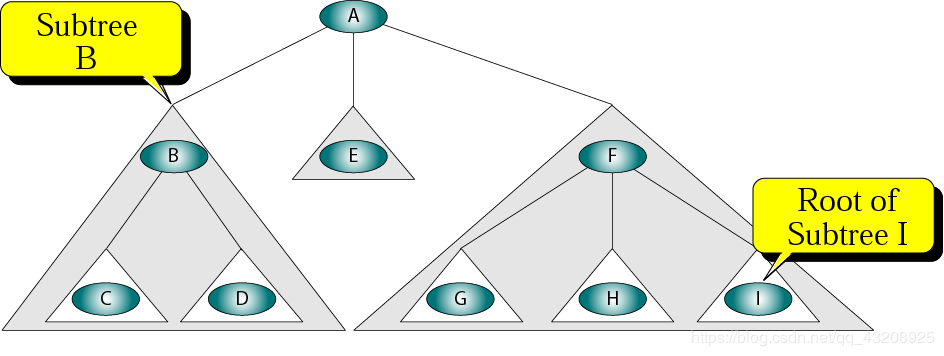 A
Subtree
B
B
E
F
Root of
Subtree I
C
D
G
H
I
https://blog.csdn.net/qq_43208925